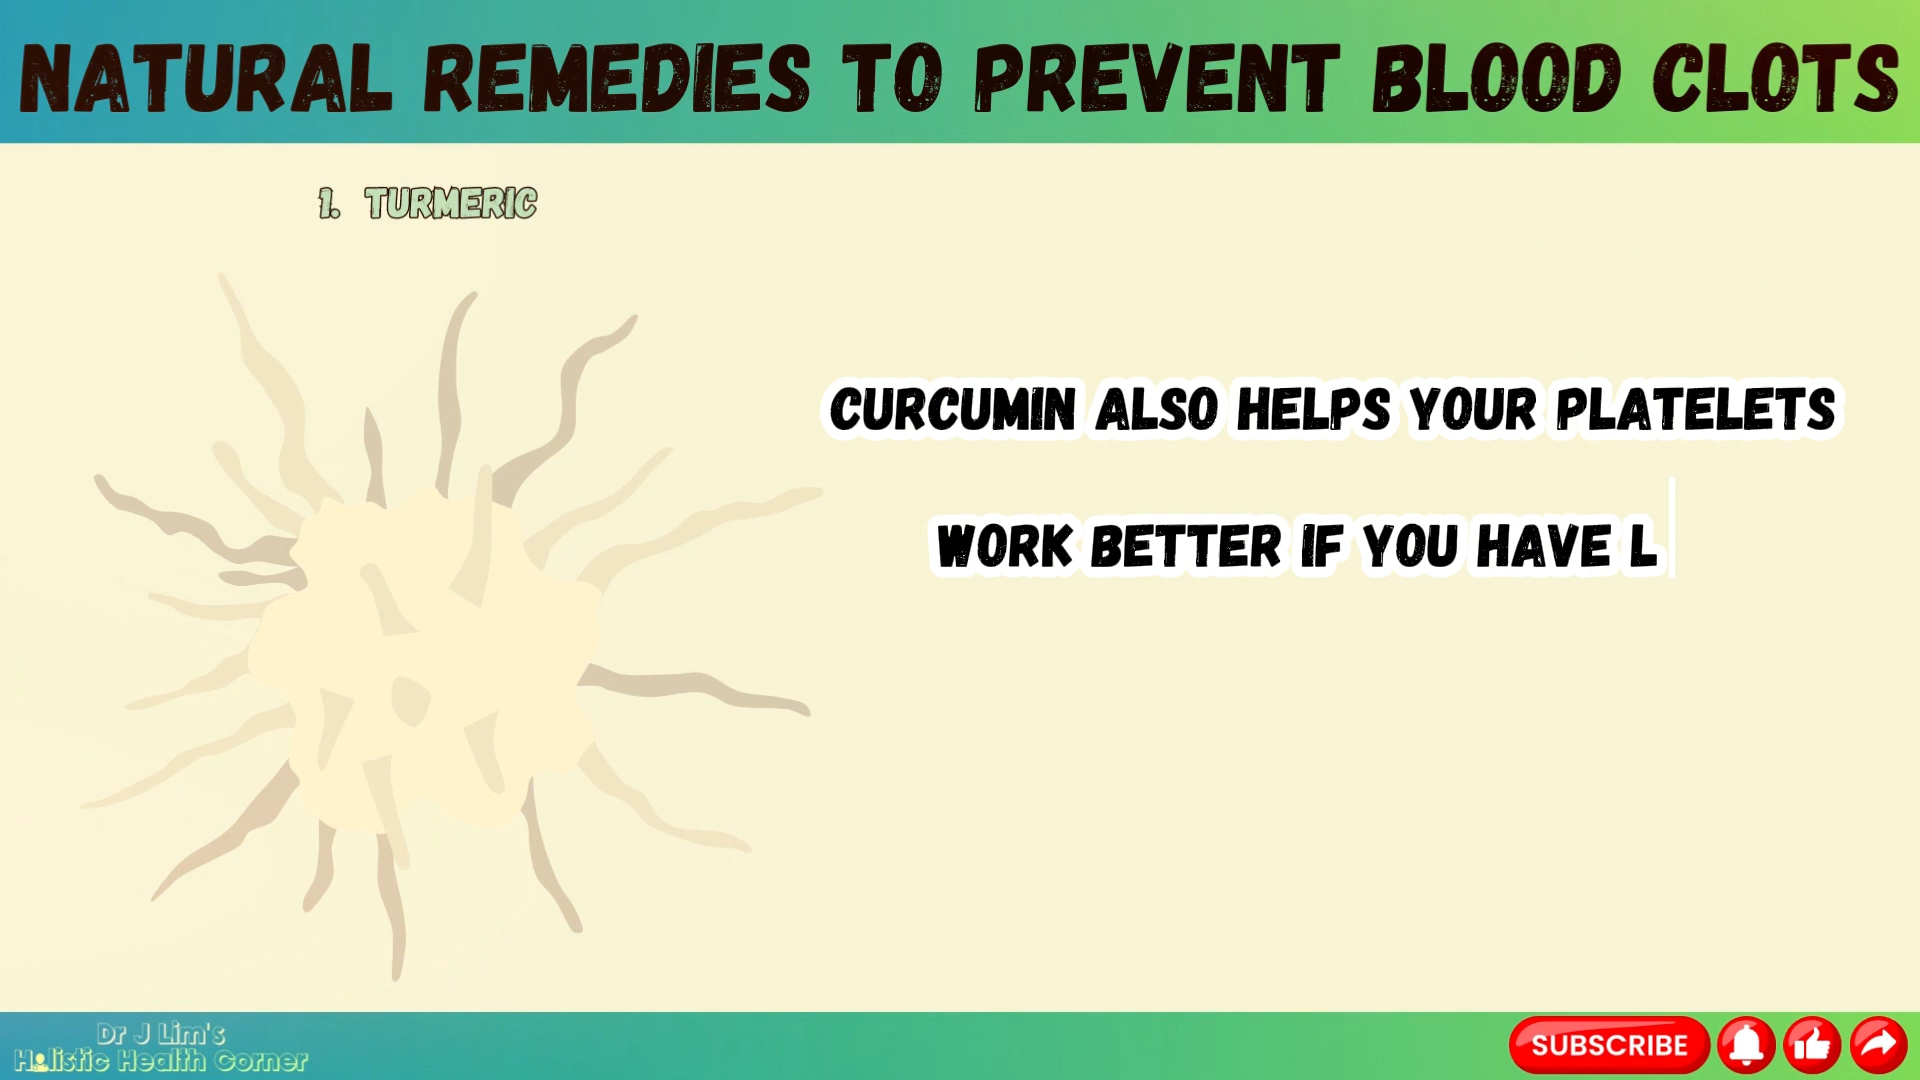 NATURAL REMEDIES TO PREVENT BLOOD CLOTS
1. TURMERIC
CURCUMIN ALSO HELPS YOUR PLATELETS
WORK BETTER IF YOU HAVE L
Dr J Lim's
Holistic Health Corner
SUBSCRIBE